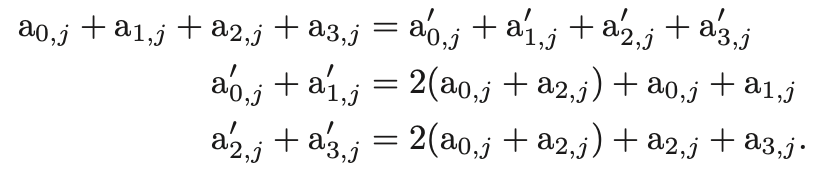 a₀,ⱼ + a₁,ⱼ + a₂,ⱼ + a₃,ⱼ = a′₀,ⱼ + a′₁,ⱼ + a′₂,ⱼ + a′₃,ⱼ
a′₀,ⱼ + a′₁,ⱼ = 2(a₀,ⱼ + a₂,ⱼ) + a₀,ⱼ + a₁,ⱼ
a′₂,ⱼ + a′₃,ⱼ = 2(a₀,ⱼ + a₂,ⱼ) + a₂,ⱼ + a₃,ⱼ.